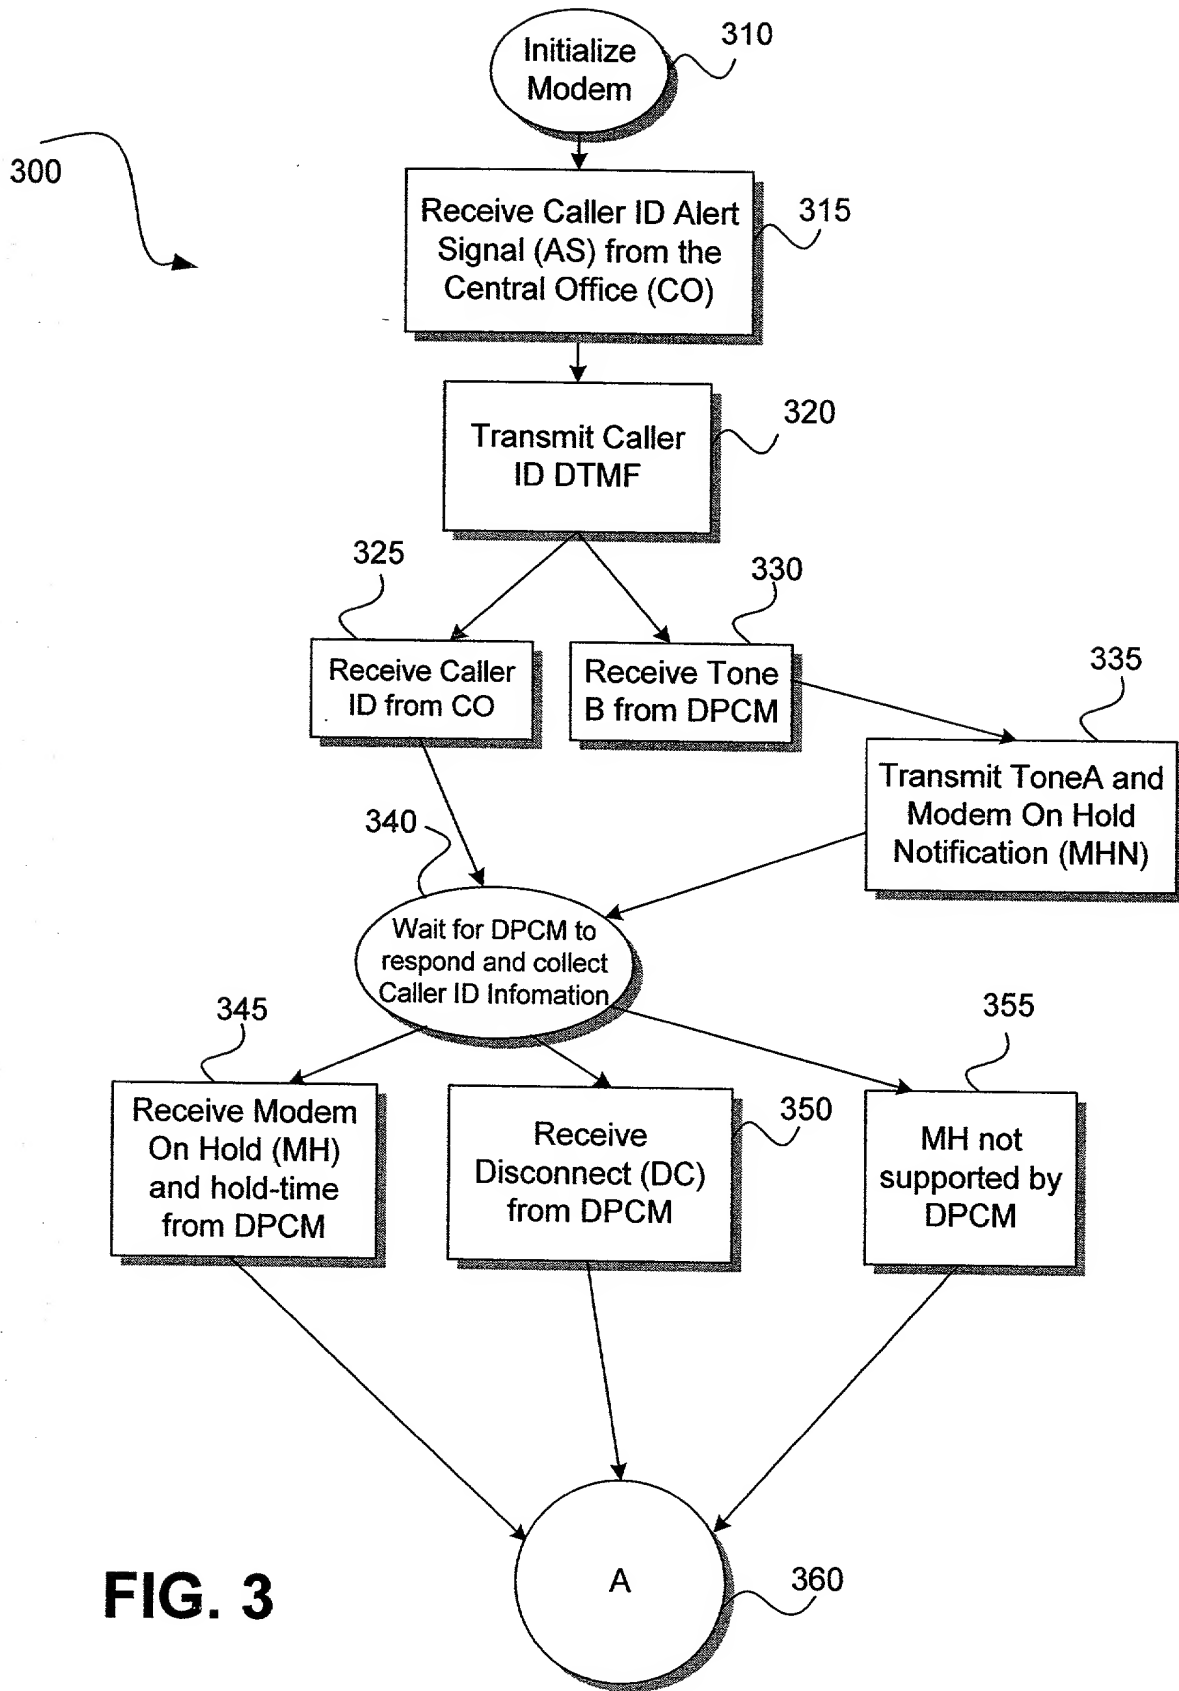 Initialize
Modem
310
300
Receive Caller ID Alert
Signal (AS) from the
Central Office (CO)
315
Transmit Caller
ID DTMF
320
325
Receive Caller
ID from CO
330
Receive Tone
B from DPCM
335
Transmit ToneA and
Modem On Hold
Notification (MHN)
340
Wait for DPCM to
respond and collect
Caller ID Infomation
345
Receive Modem
On Hold (MH)
and hold-time
from DPCM
Receive
Disconnect (DC)
from DPCM
350
355
MH not
supported by
DPCM
A
360
FIG. 3